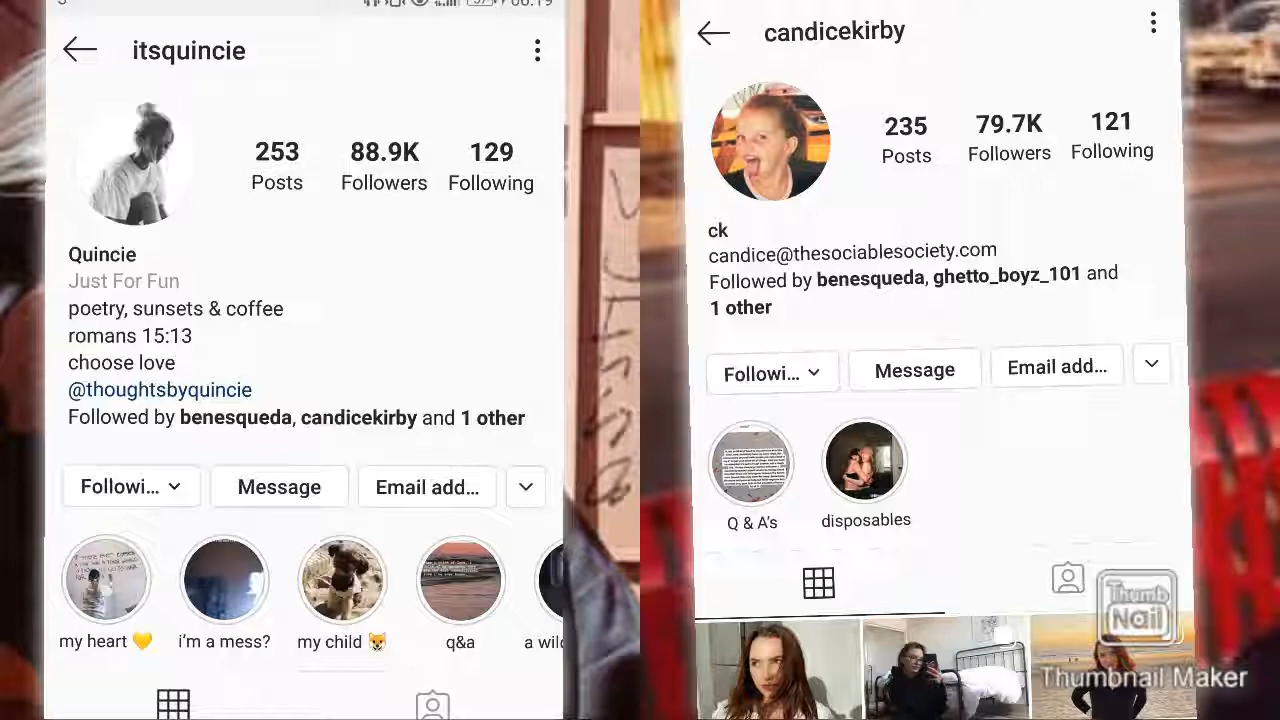 06:19
itsquincie
253
88.9K
129
Posts
Followers
Following
Quincie
Just For Fun
poetry, sunsets & coffee
romans 15:13
choose love
@thoughtsbyquincie
Followed by benesqueda, candicekirby and 1 other
Followi...
Message
Email add...
my heart 💛
i'm a mess?
my child 😼
q&a
a wil
candicekirby
235
79.7K
121
Posts
Followers
Following
ck
candice@thesociablesociety.com
Followed by benesqueda, ghetto_boyz_101 and
1 other
Followi...
Message
Email add...
Q & A's
disposables
Thumb
Nail
Thumbnail Maker